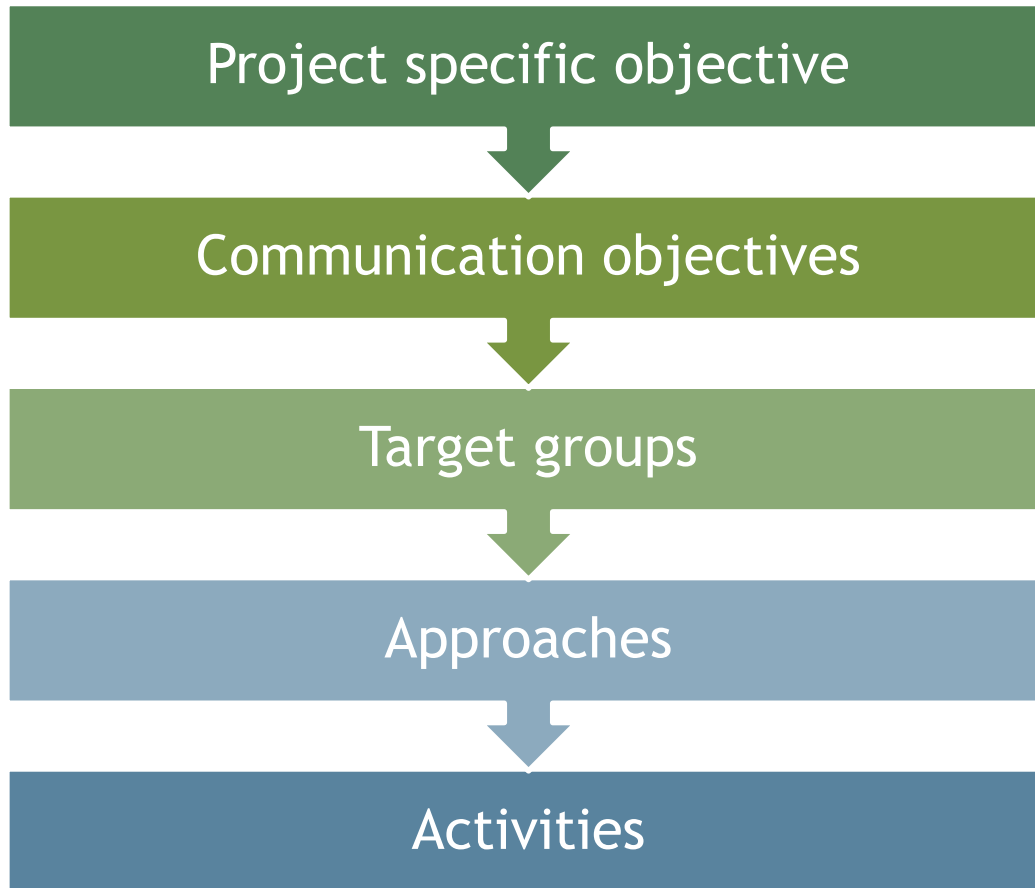 Project specific objective
Communication objectives
Target groups
Approaches
Activities